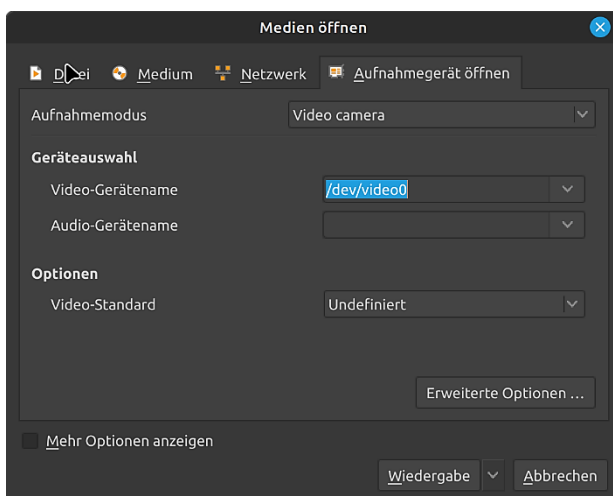 Medien öffnen
Medium Netzwerk Aufnahmegerät öffnen
Aufnahmemodus Video camera
Geräteauswahl
Video-Gerätename /dev/video0
Audio-Gerätename
Optionen
Video-Standard Undefiniert
Erweiterte Optionen ...
Mehr Optionen anzeigen
Wiedergabe Abbrechen